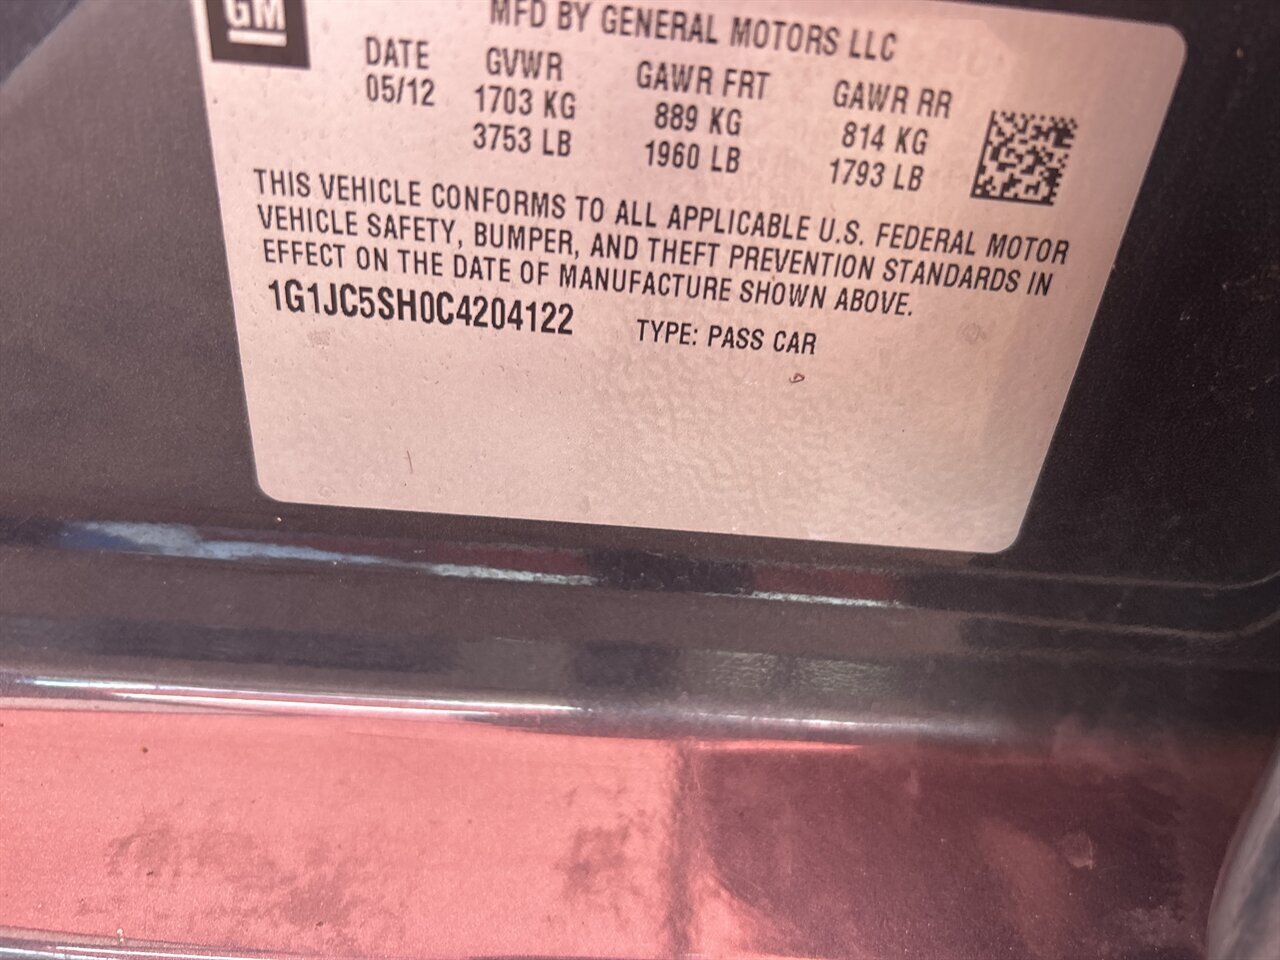 GM
MFD BY GENERAL MOTORS LLC
DATE GVWR GAWR FRT GAWR RR
05/12 1703 KG 889 KG 814 KG
3753 LB 1960 LB 1793 LB
THIS VEHICLE CONFORMS TO ALL APPLICABLE U.S. FEDERAL MOTOR
VEHICLE SAFETY, BUMPER, AND THEFT PREVENTION STANDARDS IN
EFFECT ON THE DATE OF MANUFACTURE SHOWN ABOVE.
1G1JC5SH0C4204122 TYPE: PASS CAR